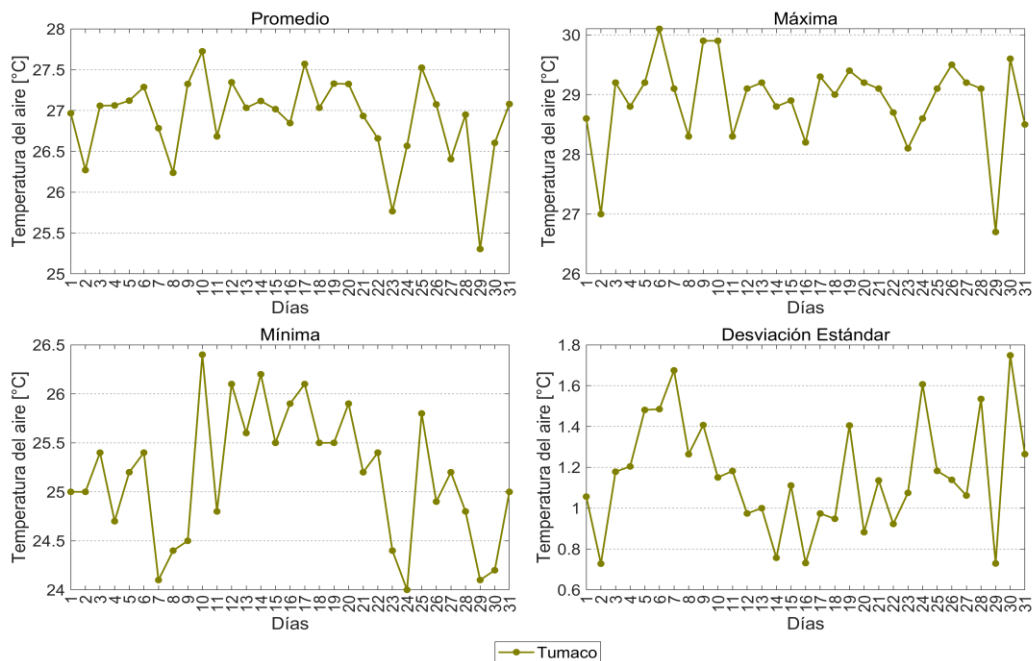 Promedio
Temperatura del aire [°C]
28
27.5
27
26.5
26
25.5
25
1 2 3 4 5 6 7 8 9 10 11 12 13 14 15 16 17 18 19 20 21 22 23 24 25 26 27 28 29 30 31
Días
Máxima
Temperatura del aire [°C]
30
29
28
27
26
1 2 3 4 5 6 7 8 9 10 11 12 13 14 15 16 17 18 19 20 21 22 23 24 25 26 27 28 29 30 31
Días
Mínima
Temperatura del aire [°C]
26.5
26
25.5
25
24.5
24
1 2 3 4 5 6 7 8 9 10 11 12 13 14 15 16 17 18 19 20 21 22 23 24 25 26 27 28 29 30 31
Días
Desviación Estándar
Temperatura del aire [°C]
1.8
1.6
1.4
1.2
1
0.8
0.6
1 2 3 4 5 6 7 8 9 10 11 12 13 14 15 16 17 18 19 20 21 22 23 24 25 26 27 28 29 30 31
Días
Tumaco